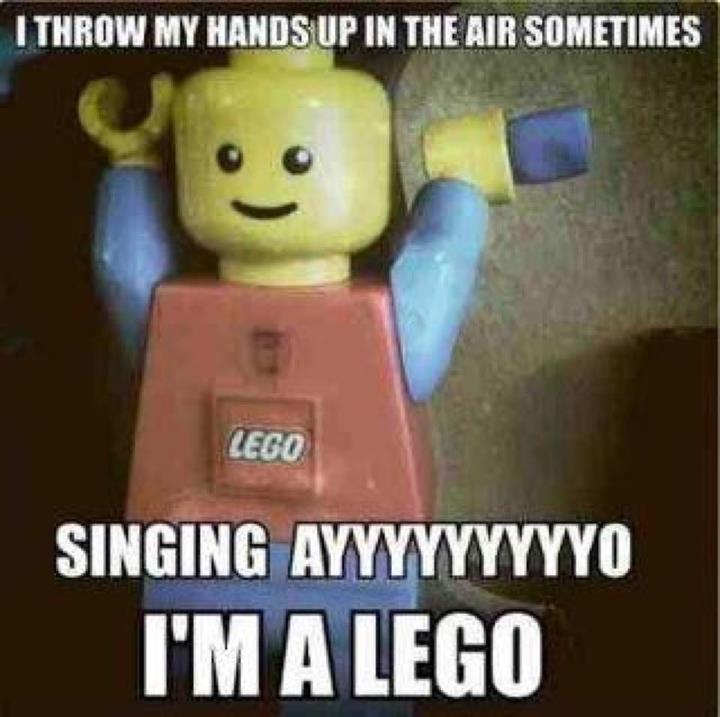 I THROW MY HANDS UP IN THE AIR SOMETIMES
LEGO
SINGING AYYYYYYYYYO
I'M A LEGO